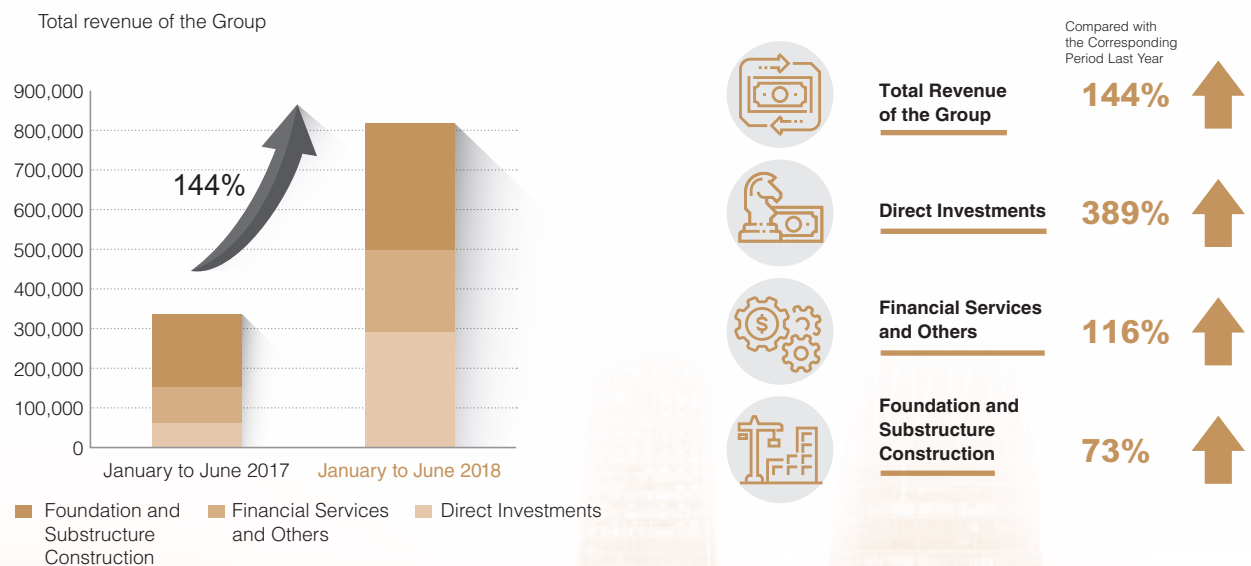 Total revenue of the Group
900,000
800,000
700,000
600,000
500,000
400,000
300,000
200,000
100,000
0
144%
January to June 2017
January to June 2018
Foundation and
Substructure
Construction
Financial Services
and Others
Direct Investments
Compared with
the Corresponding
Period Last Year
Total Revenue
of the Group
144%
Direct Investments
389%
$
Financial Services
and Others
116%
Foundation and
Substructure
Construction
73%